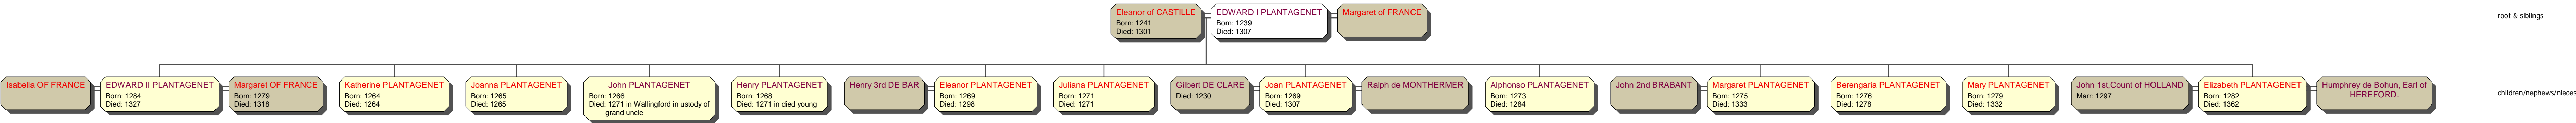 Eleanor of CASTILLE
Born: 1241
Died: 1301
EDWARD I PLANTAGENET
Born: 1239
Died: 1307
Margaret of FRANCE
root & siblings
Isabella OF FRANCE
EDWARD II PLANTAGENET
Born: 1284
Died: 1327
Margaret OF FRANCE
Born: 1279
Died: 1318
Katherine PLANTAGENET
Born: 1264
Died: 1264
Joanna PLANTAGENET
Born: 1265
Died: 1265
John PLANTAGENET
Born: 1266
Died: 1271 in Wallingford in ustody of
grand uncle
Henry PLANTAGENET
Born: 1268
Died: 1271 in died young
Henry 3rd DE BAR
Eleanor PLANTAGENET
Born: 1269
Died: 1298
Juliana PLANTAGENET
Born: 1271
Died: 1271
Gilbert DE CLARE
Died: 1230
Joan PLANTAGENET
Born: 1269
Died: 1307
Ralph de MONTHERMER
Alphonso PLANTAGENET
Born: 1273
Died: 1284
John 2nd BRABANT
Margaret PLANTAGENET
Born: 1275
Died: 1333
Berengaria PLANTAGENET
Born: 1276
Died: 1278
Mary PLANTAGENET
Born: 1279
Died: 1332
John 1st,Count of HOLLAND
Marr: 1297
Elizabeth PLANTAGENET
Born: 1282
Died: 1362
Humphrey de Bohun, Earl of
HEREFORD.
children/nephews/nieces